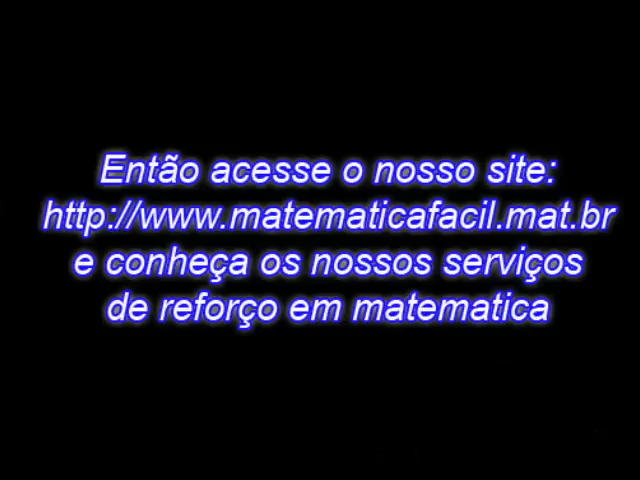 Então acesse o nosso site:
http://www.matematicafacil.mat.br
e conheça os nossos serviços
de reforço em matematica